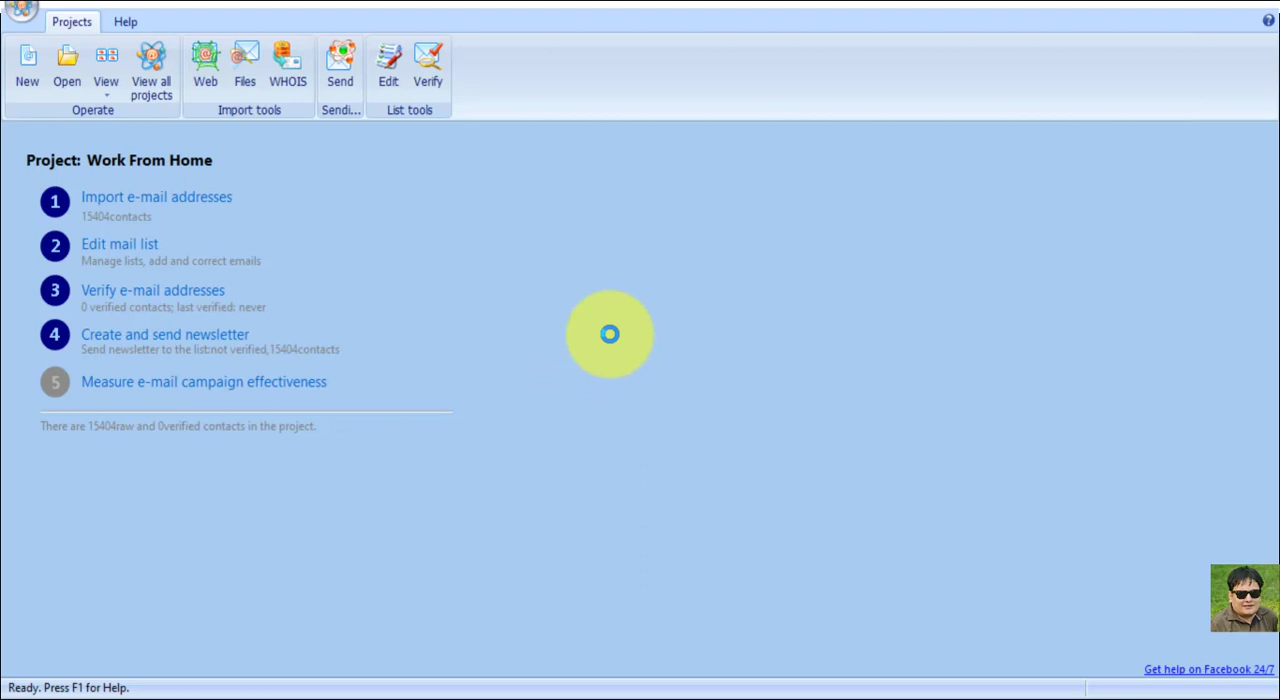 Projects Help
New Open View View all projects Web Files WHOIS Send Edit Verify
Operate Import tools Sendi... List tools
Project: Work From Home
1 Import e-mail addresses
15404contacts
2 Edit mail list
Manage lists, add and correct emails
3 Verify e-mail addresses
0 verified contacts; last verified: never
4 Create and send newsletter
Send newsletter to the list:not verified,15404contacts
5 Measure e-mail campaign effectiveness
There are 15404raw and 0verified contacts in the project.
Get help on Facebook 24/7
Ready. Press F1 for Help.